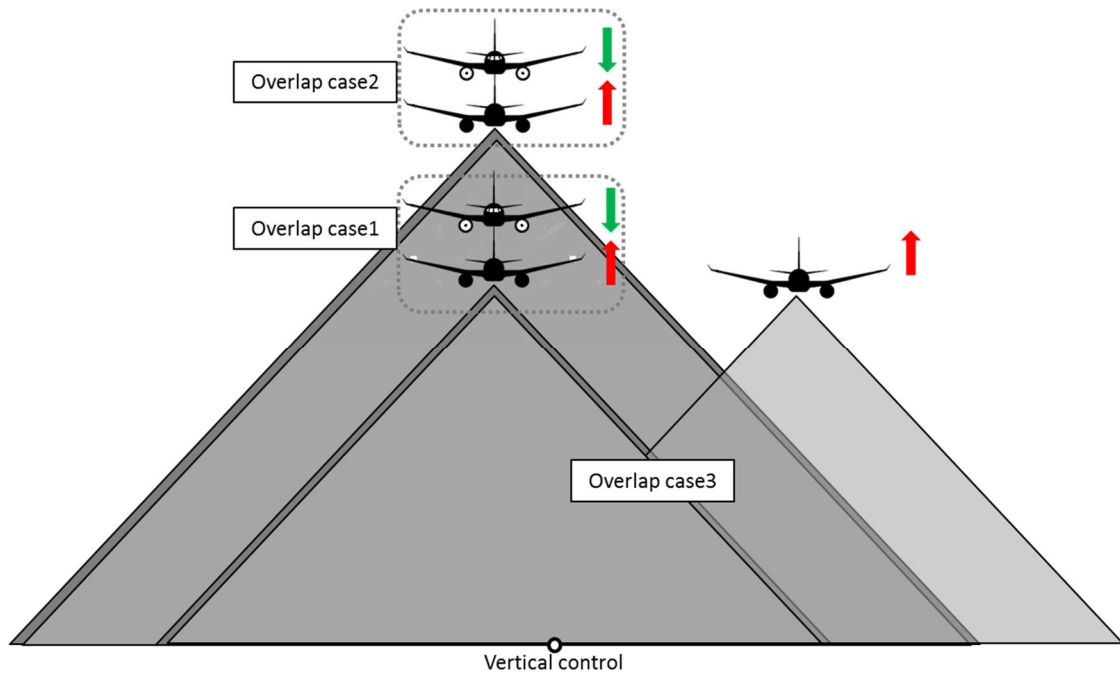 Overlap case2
Overlap case1
Overlap case3
Vertical control